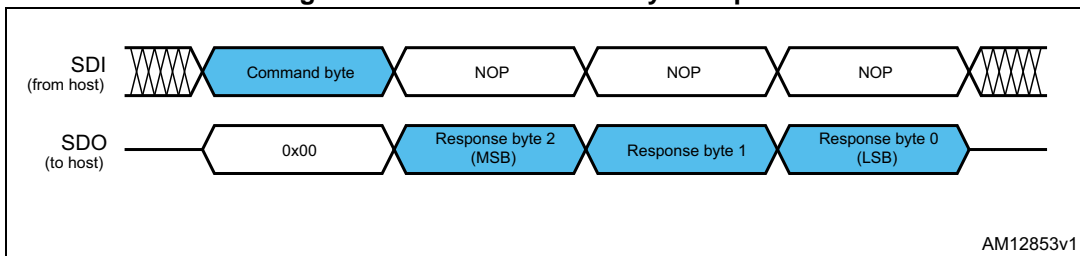 SDI
(from host)
Command byte
NOP
NOP
NOP
SDO
(to host)
0x00
Response byte 2
(MSB)
Response byte 1
Response byte 0
(LSB)
AM12853v1